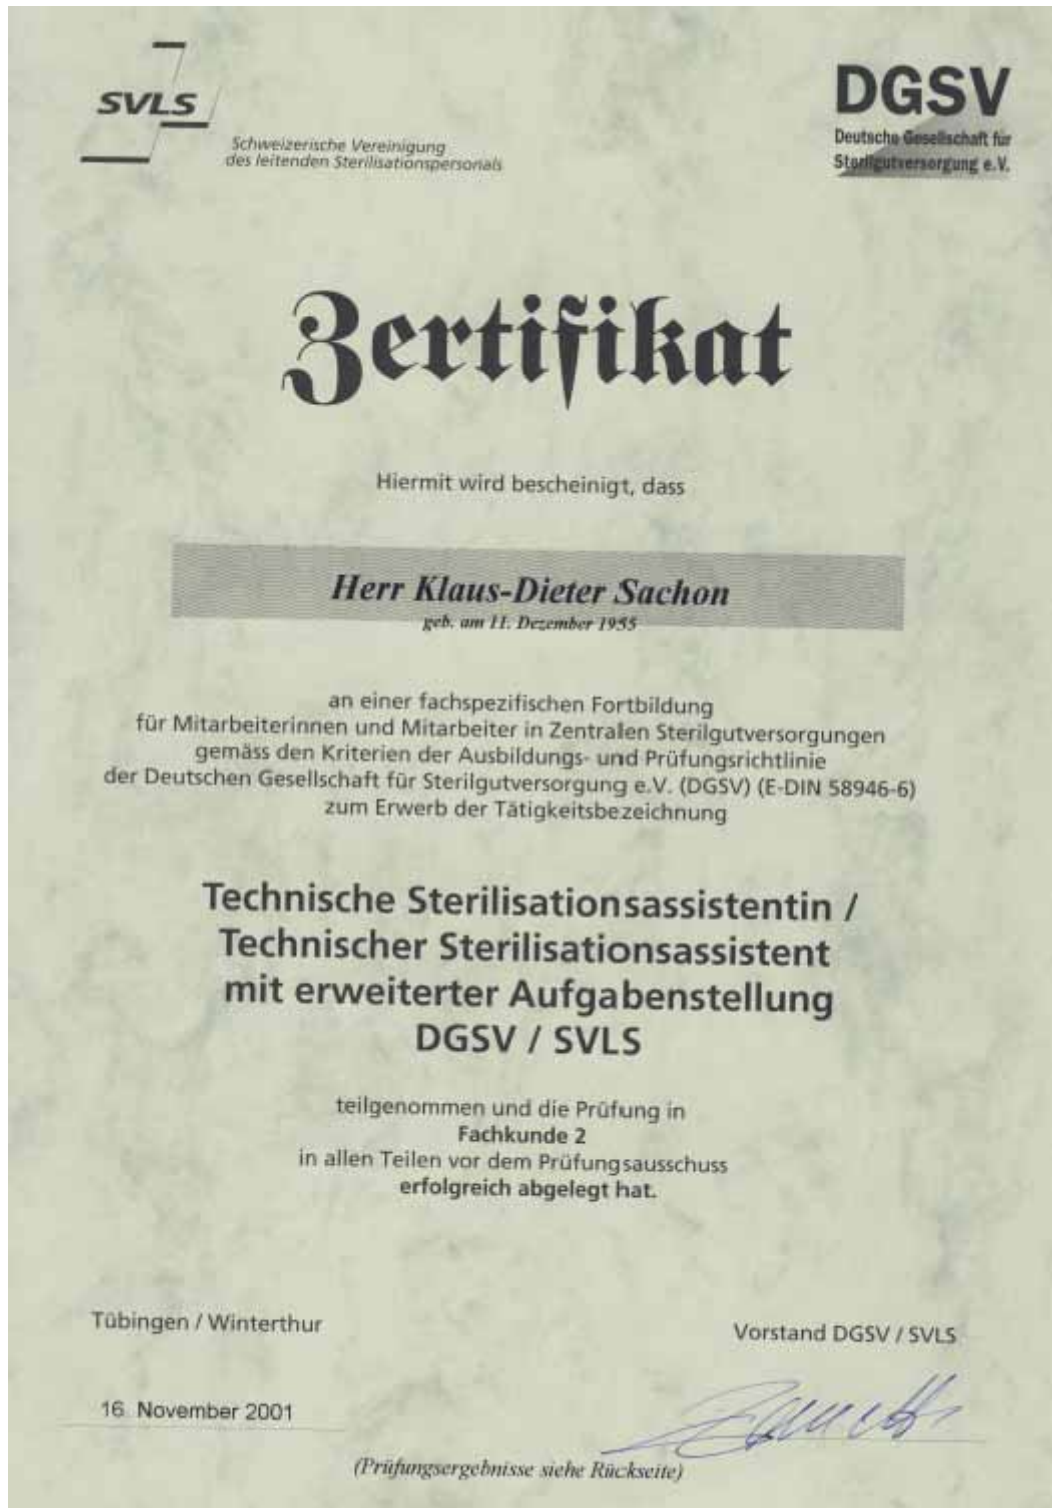 SVLS
Schweizerische Vereinigung
des leitenden Sterilisationspersonals
DGSV
Deutsche Gesellschaft für
Sterilgutversorgung e.V.
Zertifikat
Hiermit wird bescheinigt, dass
Herr Klaus-Dieter Sachon
geb. am 11. Dezember 1955
an einer fachspezifischen Fortbildung
für Mitarbeiterinnen und Mitarbeiter in Zentralen Sterilgutversorgungen
gemäss den Kriterien der Ausbildungs- und Prüfungsrichtlinie
der Deutschen Gesellschaft für Sterilgutversorgung e.V. (DGSV) (E-DIN 58946-6)
zum Erwerb der Tätigkeitsbezeichnung
Technische Sterilisationsassistentin /
Technischer Sterilisationsassistent
mit erweiterter Aufgabenstellung
DGSV / SVLS
teilgenommen und die Prüfung in
Fachkunde 2
in allen Teilen vor dem Prüfungsausschuss
erfolgreich abgelegt hat.
Tübingen / Winterthur
Vorstand DGSV / SVLS
16. November 2001
(Prüfungsergebnisse siehe Rückseite)